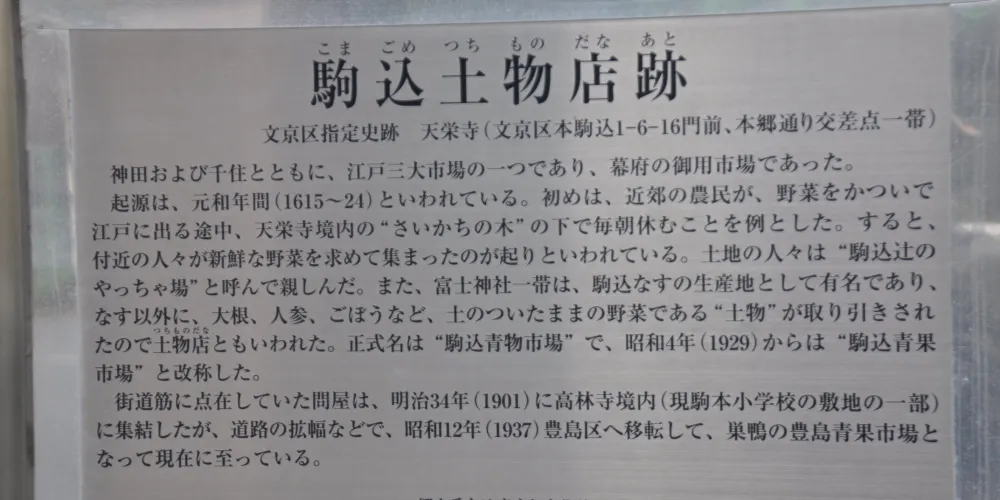 こま ごめ つち もの だな あと
駒込土物店跡
文京区指定史跡　天栄寺（文京区本駒込1-6-16門前、本郷通り交差点一帯）
神田および千住とともに、江戸三大市場の一つであり、幕府の御用市場であった。
起源は、元和年間（1615〜24）といわれている。初めは、近郊の農民が、野菜をかついで
江戸に出る途中、天栄寺境内の“さいかちの木”の下で毎朝休むことを例とした。すると、
付近の人々が新鮮な野菜を求めて集まったのが起りといわれている。土地の人々は“駒込辻の
やっちゃ場”と呼んで親しんだ。また、富士神社一帯は、駒込なすの生産地として有名であり、
なす以外に、大根、人参、ごぼうなど、土のついたままの野菜である“土物”が取り引きされ
つちものだな
たので土物店ともいわれた。正式名は“駒込青物市場”で、昭和4年（1929）からは“駒込青果
市場”と改称した。
街道筋に点在していた問屋は、明治34年（1901）に高林寺境内（現駒本小学校の敷地の一部）
に集結したが、道路の拡幅などで、昭和12年（1937）豊島区へ移転して、巣鴨の豊島青果市場と
なって現在に至っている。